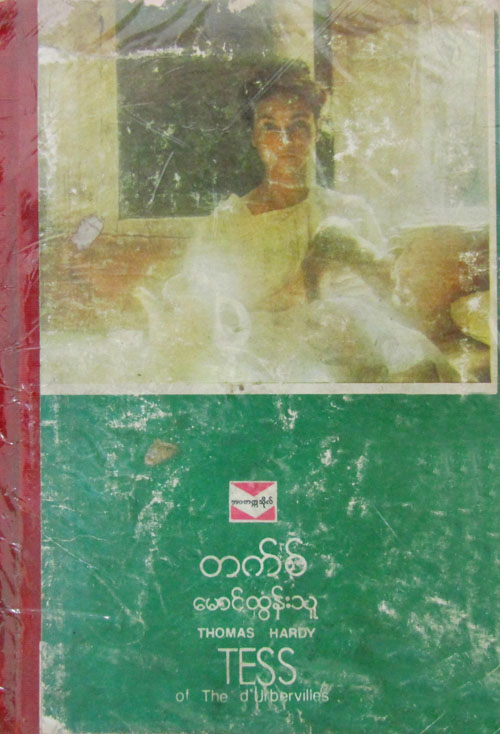 တက်စ်
မောင်ထွန်းသူ
THOMAS HARDY
TESS
of The d'Urbervilles